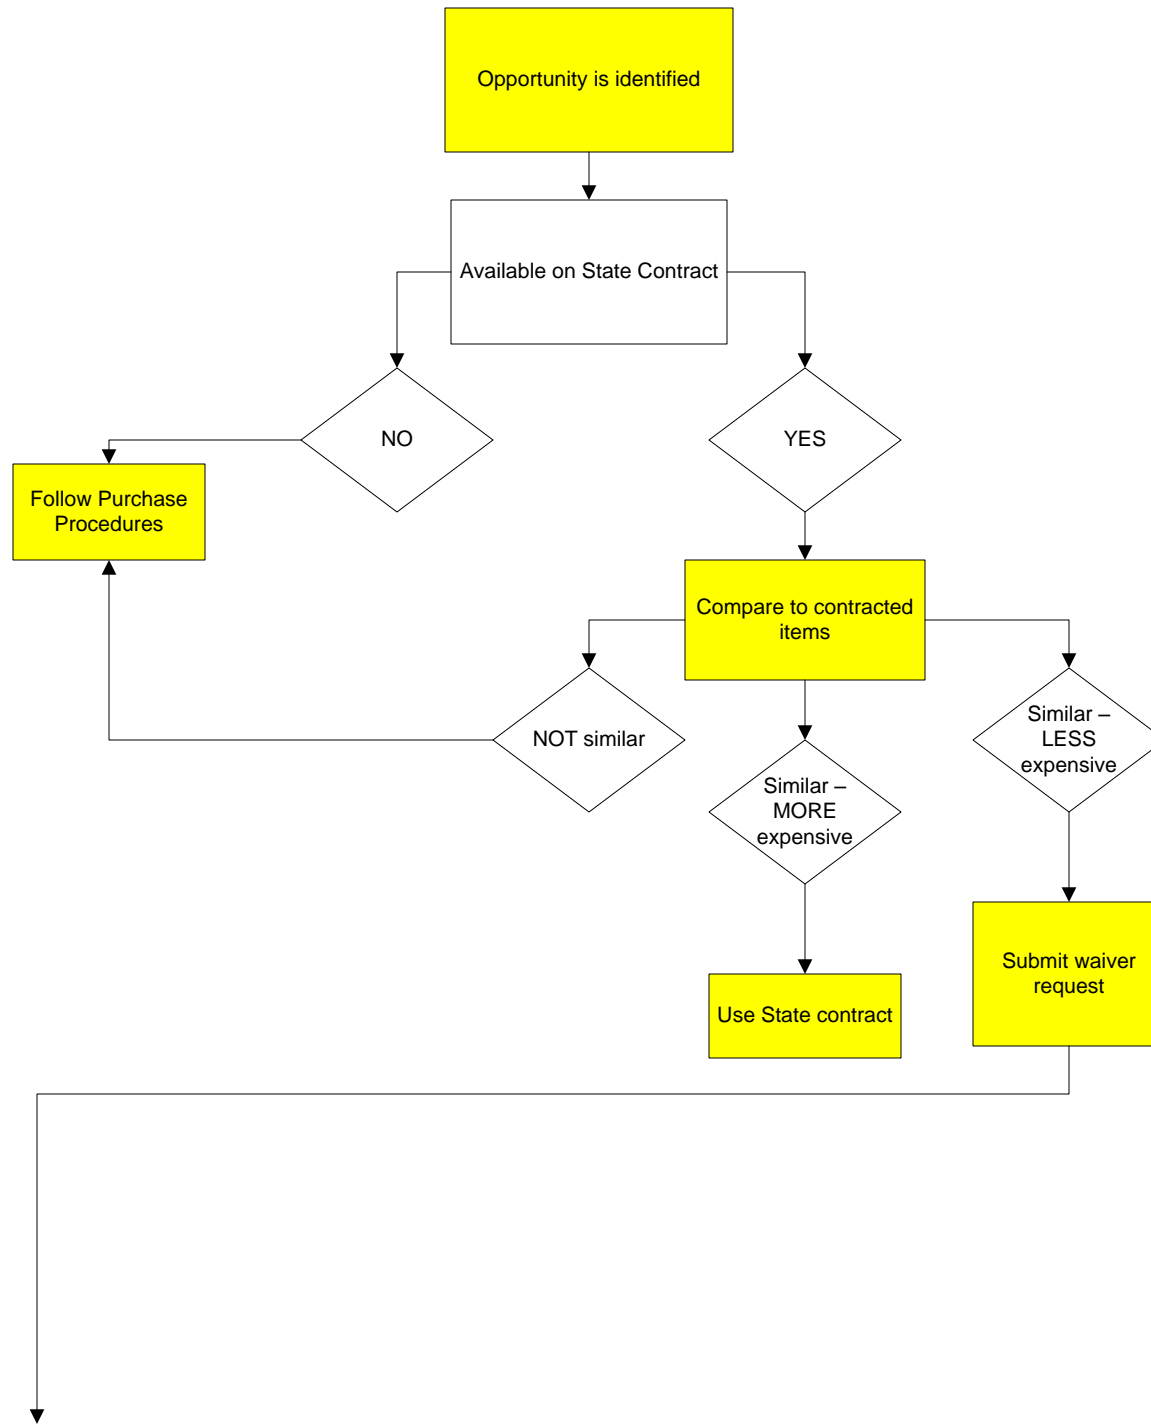 Opportunity is identified
Available on State Contract
NO
YES
Follow Purchase
Procedures
Compare to contracted
items
NOT similar
Similar –
MORE
expensive
Similar –
LESS
expensive
Submit waiver
request
Use State contract